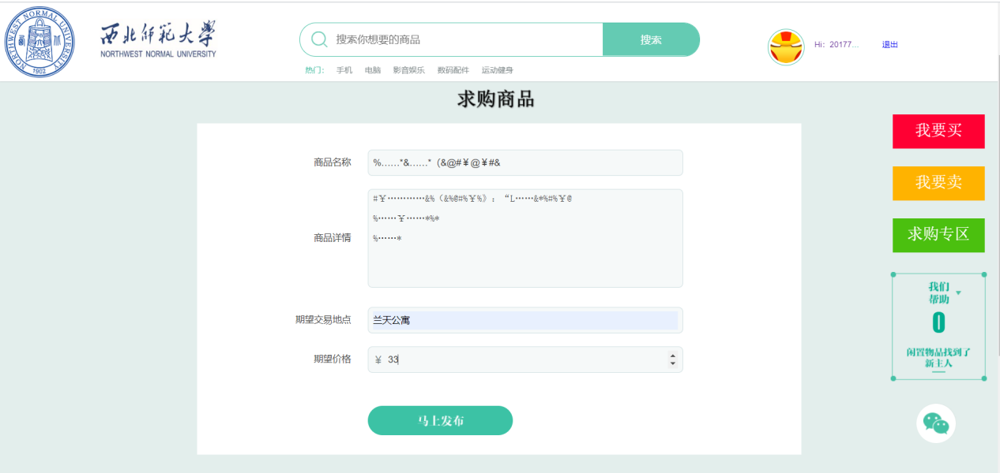 NORTHWEST NORMAL UNIVERSITY
1902
西北师范大学
NORTHWEST NORMAL UNIVERSITY
搜索你想要的商品
搜索
热门: 手机 电脑 影音娱乐 数码配件 运动健身
Hi: 20177...
退出
求购商品
我要买
我要卖
求购专区
商品名称
%……*&……*（&@#￥@￥#&
商品详情
#￥…………&%（&%@#%￥%》：“L……&*%#%￥@
%……￥……*%*
%……*
期望交易地点
兰天公寓
期望价格
￥ 33
马上发布
我们
帮助
0
闲置物品找到了
新主人